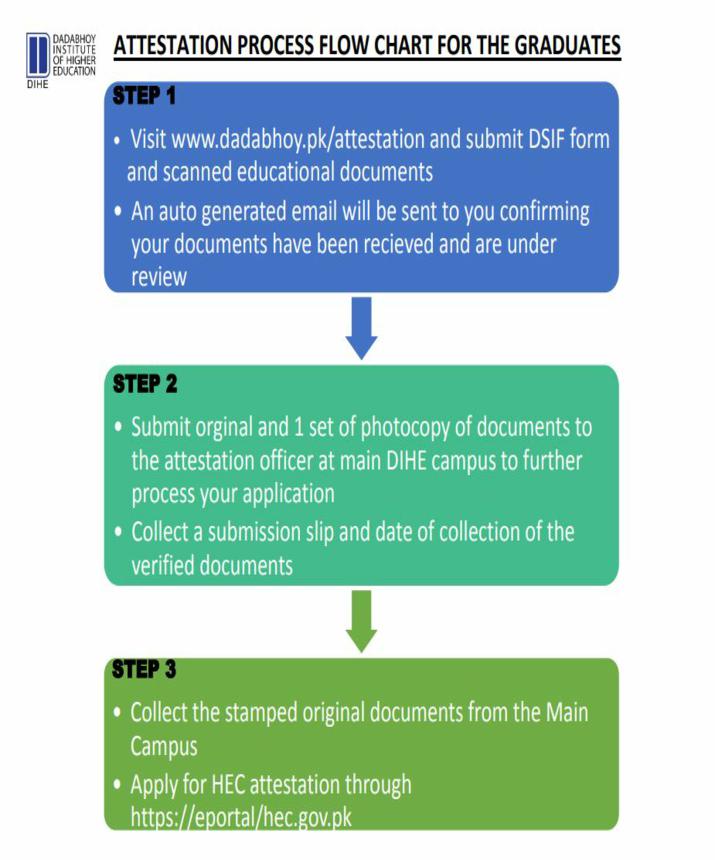 DADABHOY
INSTITUTE
OF HIGHER
EDUCATION
DIHE
ATTESTATION PROCESS FLOW CHART FOR THE GRADUATES
STEP 1
• Visit www.dadabhoy.pk/attestation and submit DSIF form
and scanned educational documents
• An auto generated email will be sent to you confirming
your documents have been recieved and are under
review
STEP 2
• Submit orginal and 1 set of photocopy of documents to
the attestation officer at main DIHE campus to further
process your application
• Collect a submission slip and date of collection of the
verified documents
STEP 3
• Collect the stamped original documents from the Main
Campus
• Apply for HEC attestation through
https://eportal/hec.gov.pk